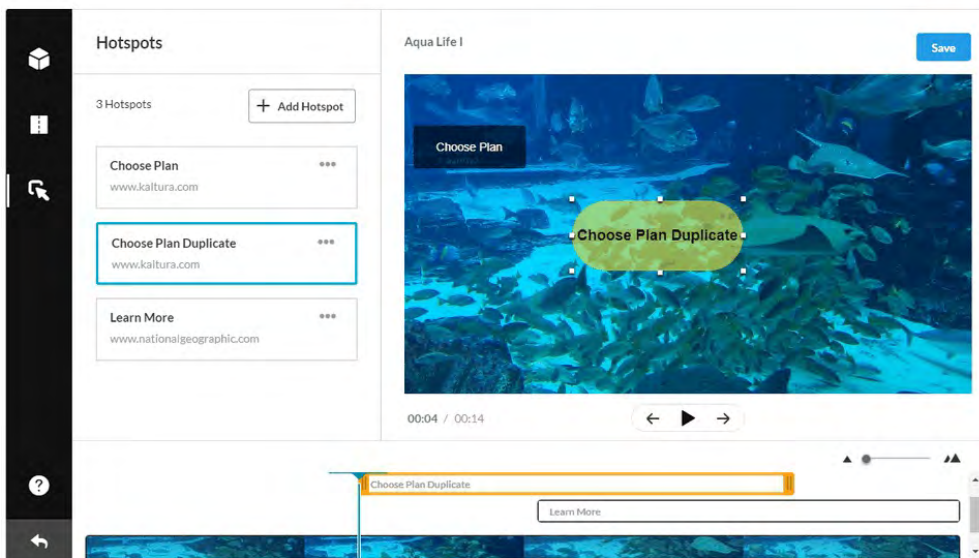 Hotspots
Aqua Life I
Save
3 Hotspots
+ Add Hotspot
Choose Plan
www.kaltura.com
Choose Plan Duplicate
www.kaltura.com
Learn More
www.nationalgeographic.com
Choose Plan
Choose Plan Duplicate
00:04 / 00:14
?
Choose Plan Duplicate
Learn More